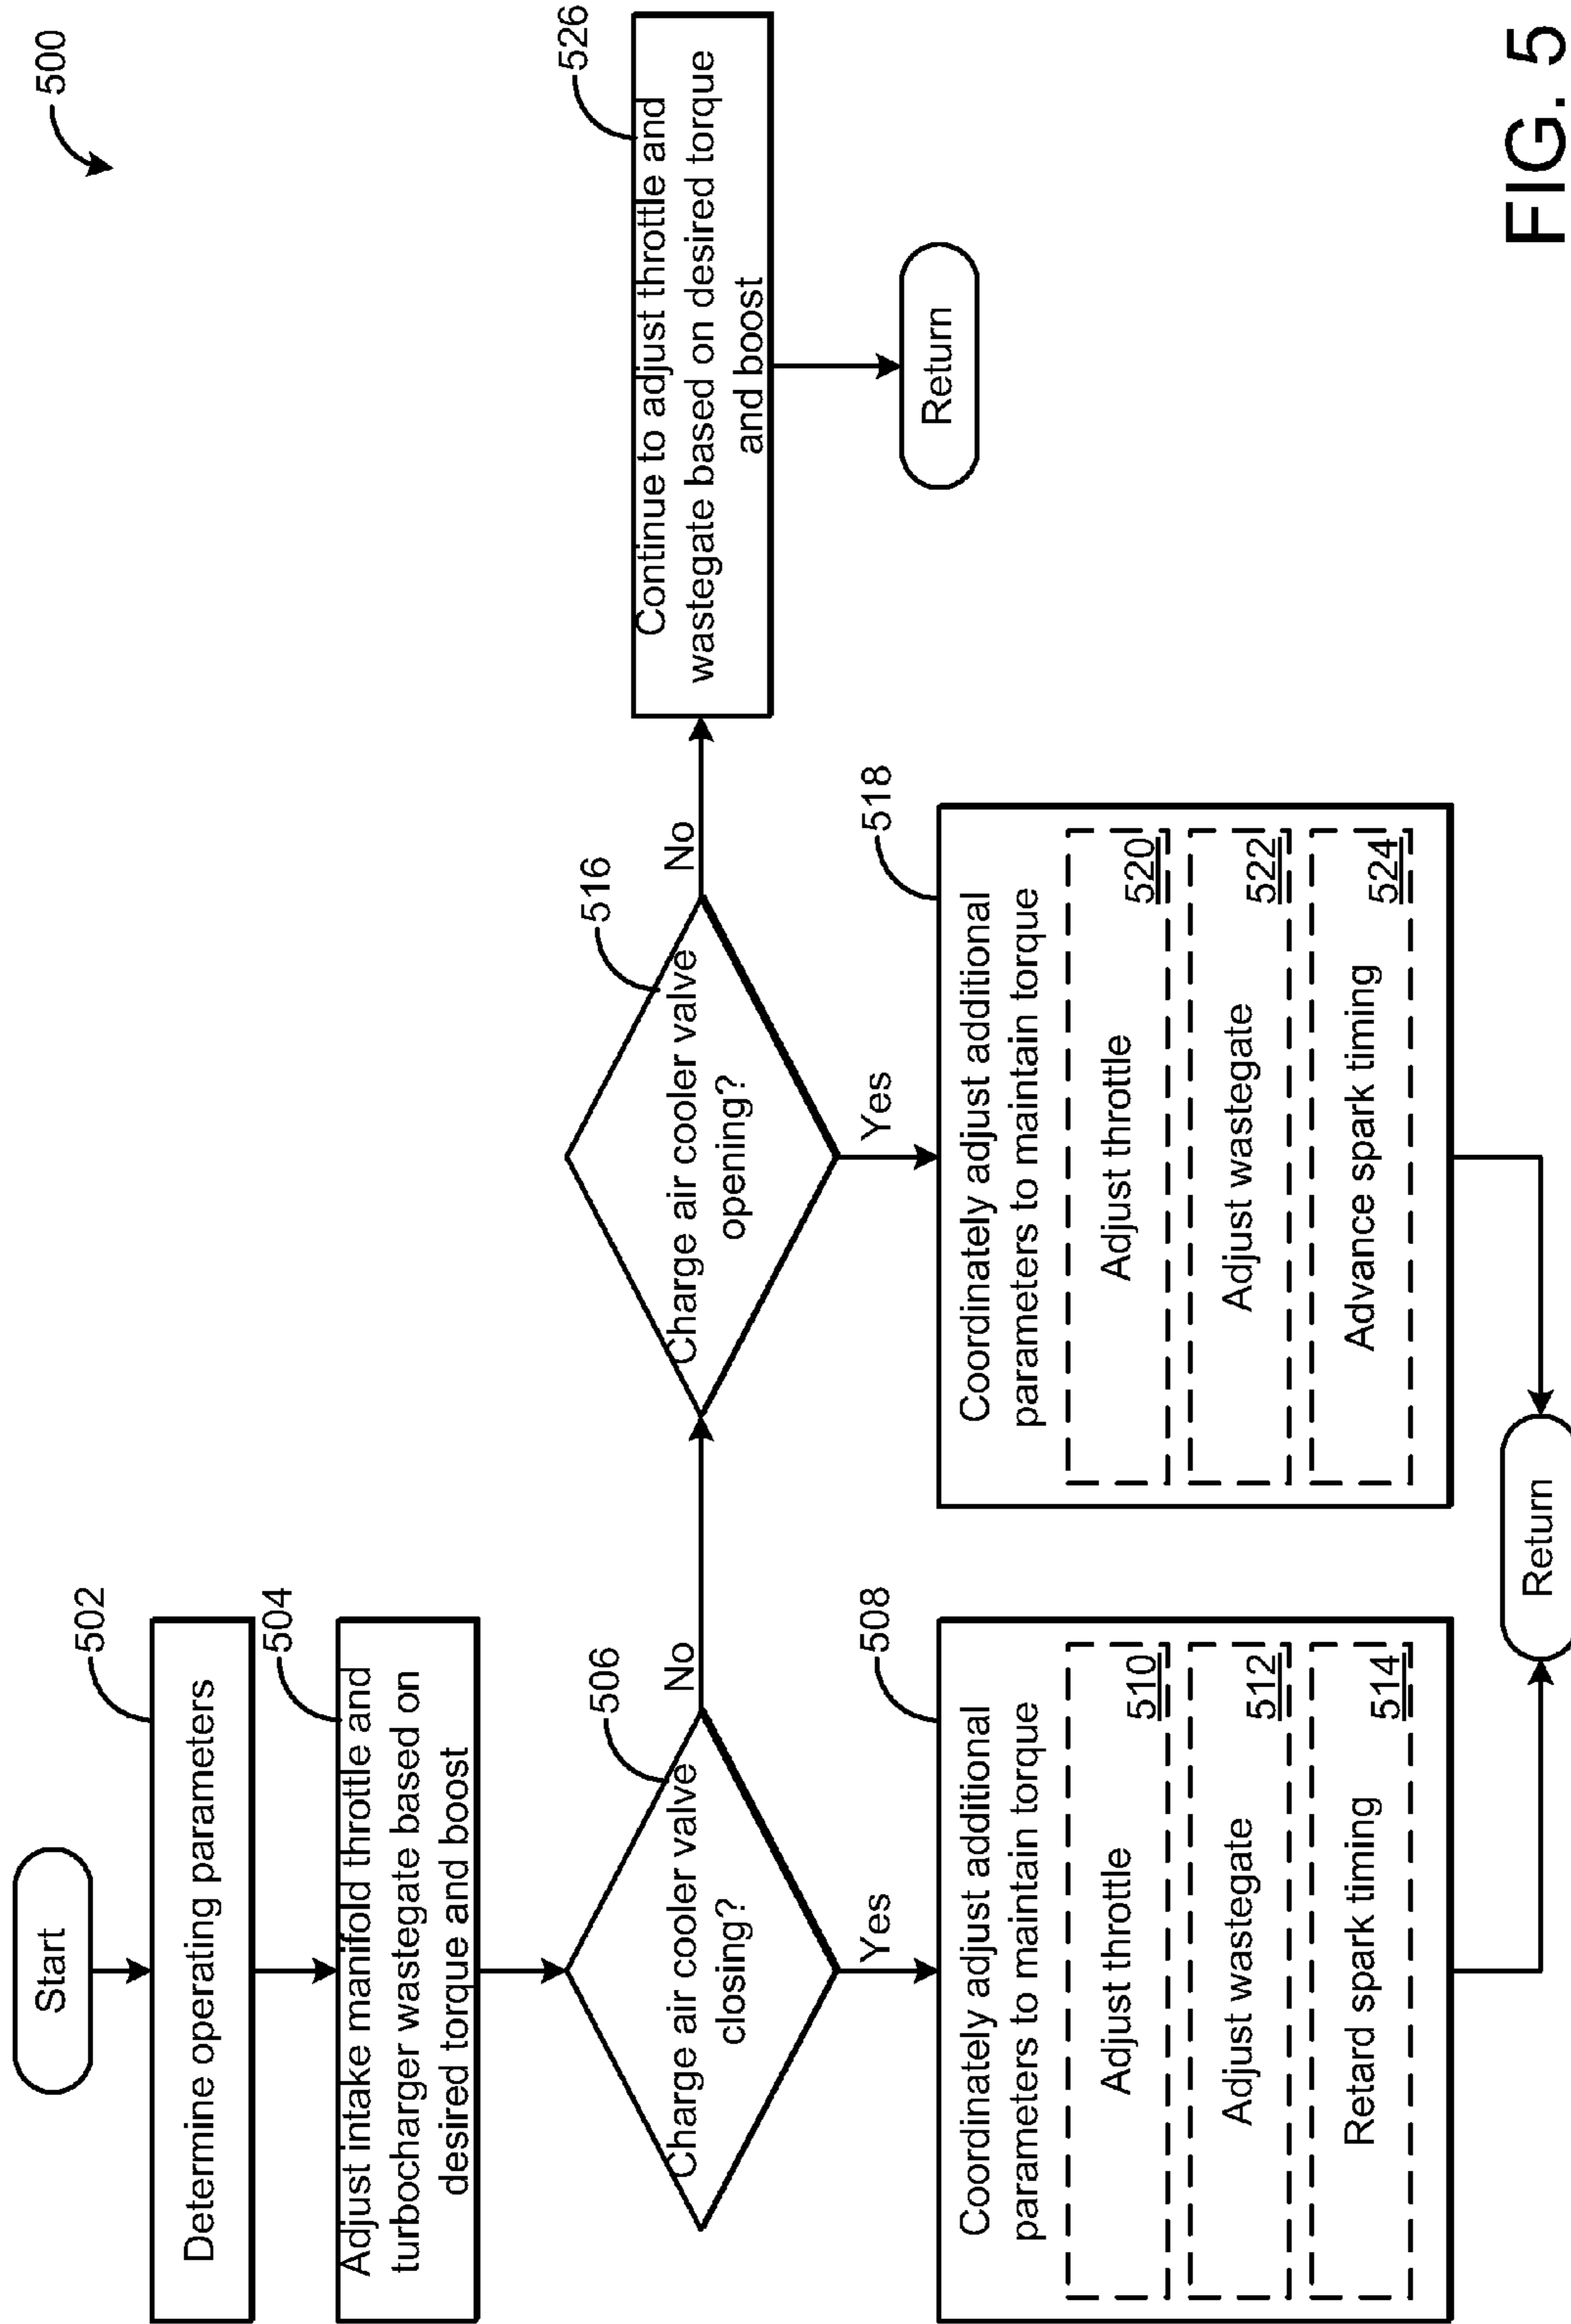 500
Start
502
Determine operating parameters
504
Adjust intake manifold throttle and
turbocharger wastegate based on
desired torque and boost
506
Charge air cooler valve
closing?
No
Yes
508
Coordinately adjust additional
parameters to maintain torque
510
Adjust throttle
512
Adjust wastegate
514
Retard spark timing
516
Charge air cooler valve
opening?
No
Yes
518
Coordinately adjust additional
parameters to maintain torque
520
Adjust throttle
522
Adjust wastegate
524
Advance spark timing
Return
526
Continue to adjust throttle and
wastegate based on desired torque
and boost
Return
FIG. 5